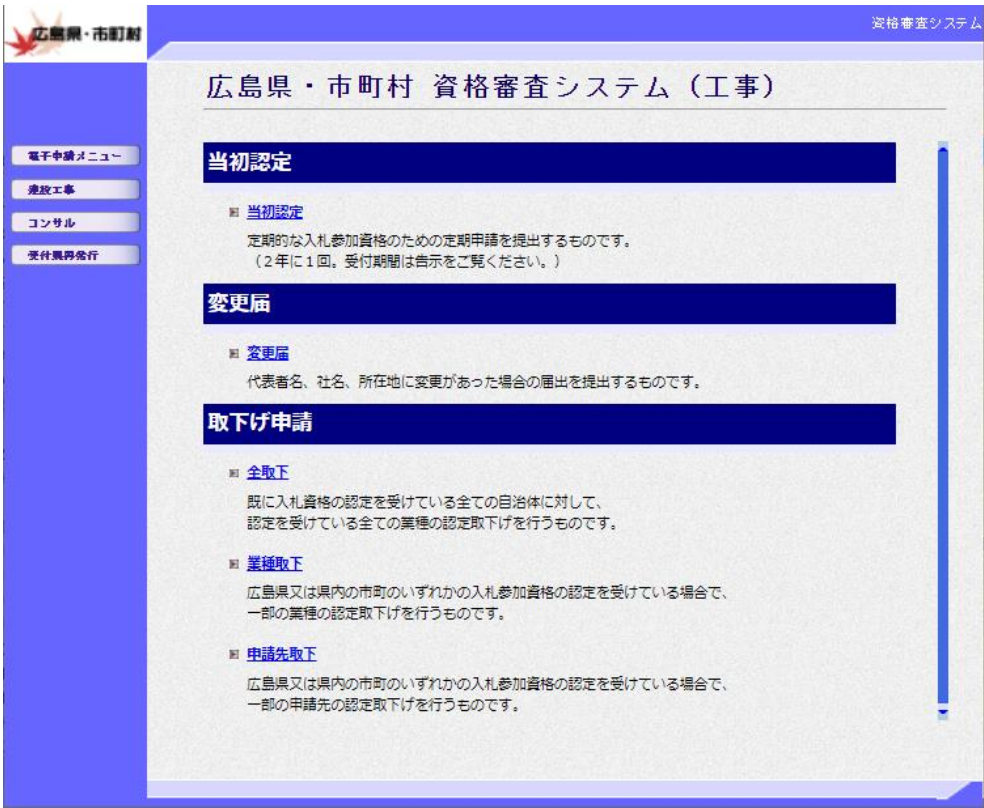 広島県・市町村
資格審査システム
広島県・市町村 資格審査システム（工事）
電子申請メニュー
建設工事
コンサル
受付票再発行
当初認定
当初認定
定期的な入札参加資格のための定期申請を提出するものです。
（２年に１回。受付期間は告示をご覧ください。）
変更届
変更届
代表者名、社名、所在地に変更があった場合の届出を提出するものです。
取下げ申請
全取下
既に入札資格の認定を受けている全ての自治体に対して、
認定を受けている全ての業種の認定取下げを行うものです。
業種取下
広島県又は県内の市町のいずれかの入札参加資格の認定を受けている場合で、
一部の業種の認定取下げを行うものです。
申請先取下
広島県又は県内の市町のいずれかの入札参加資格の認定を受けている場合で、
一部の申請先の認定取下げを行うものです。